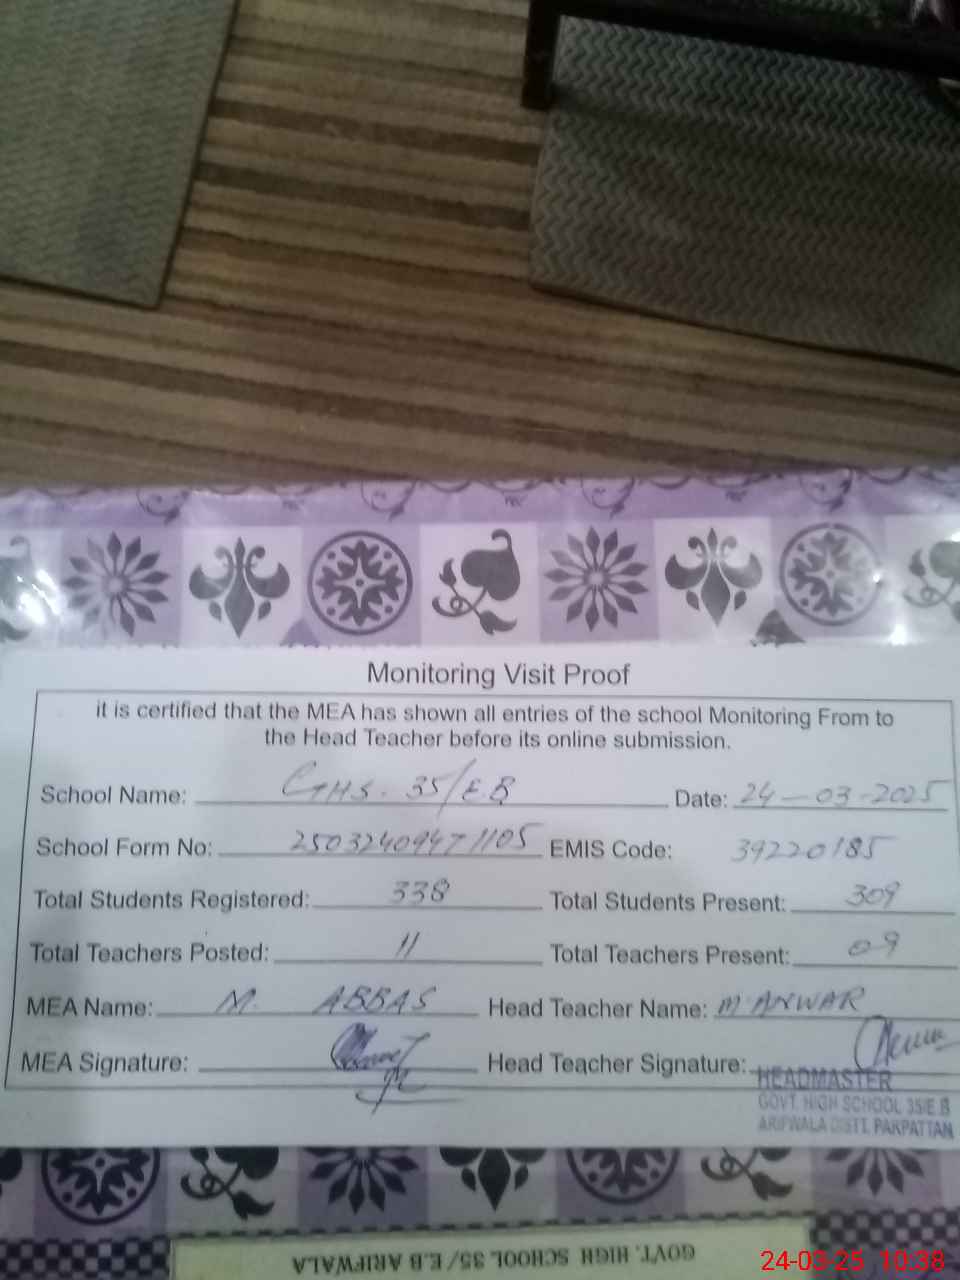 Monitoring Visit Proof
it is certified that the MEA has shown all entries of the school Monitoring From to
the Head Teacher before its online submission.
School Name: GHS. 35/E.B Date: 24-03-2025
School Form No: 25032409471105 EMIS Code: 39220185
Total Students Registered: 338 Total Students Present: 309
Total Teachers Posted: 11 Total Teachers Present: 09
MEA Name: M. ABBAS Head Teacher Name: M ANWAR
MEA Signature: Head Teacher Signature:
HEADMASTER
GOVT. HIGH SCHOOL 35/E.B
ARIFWALA DISTT. PAKPATTAN
GOVT. HIGH SCHOOL 35/E.B ARIFWALA
24-03-25 10:38